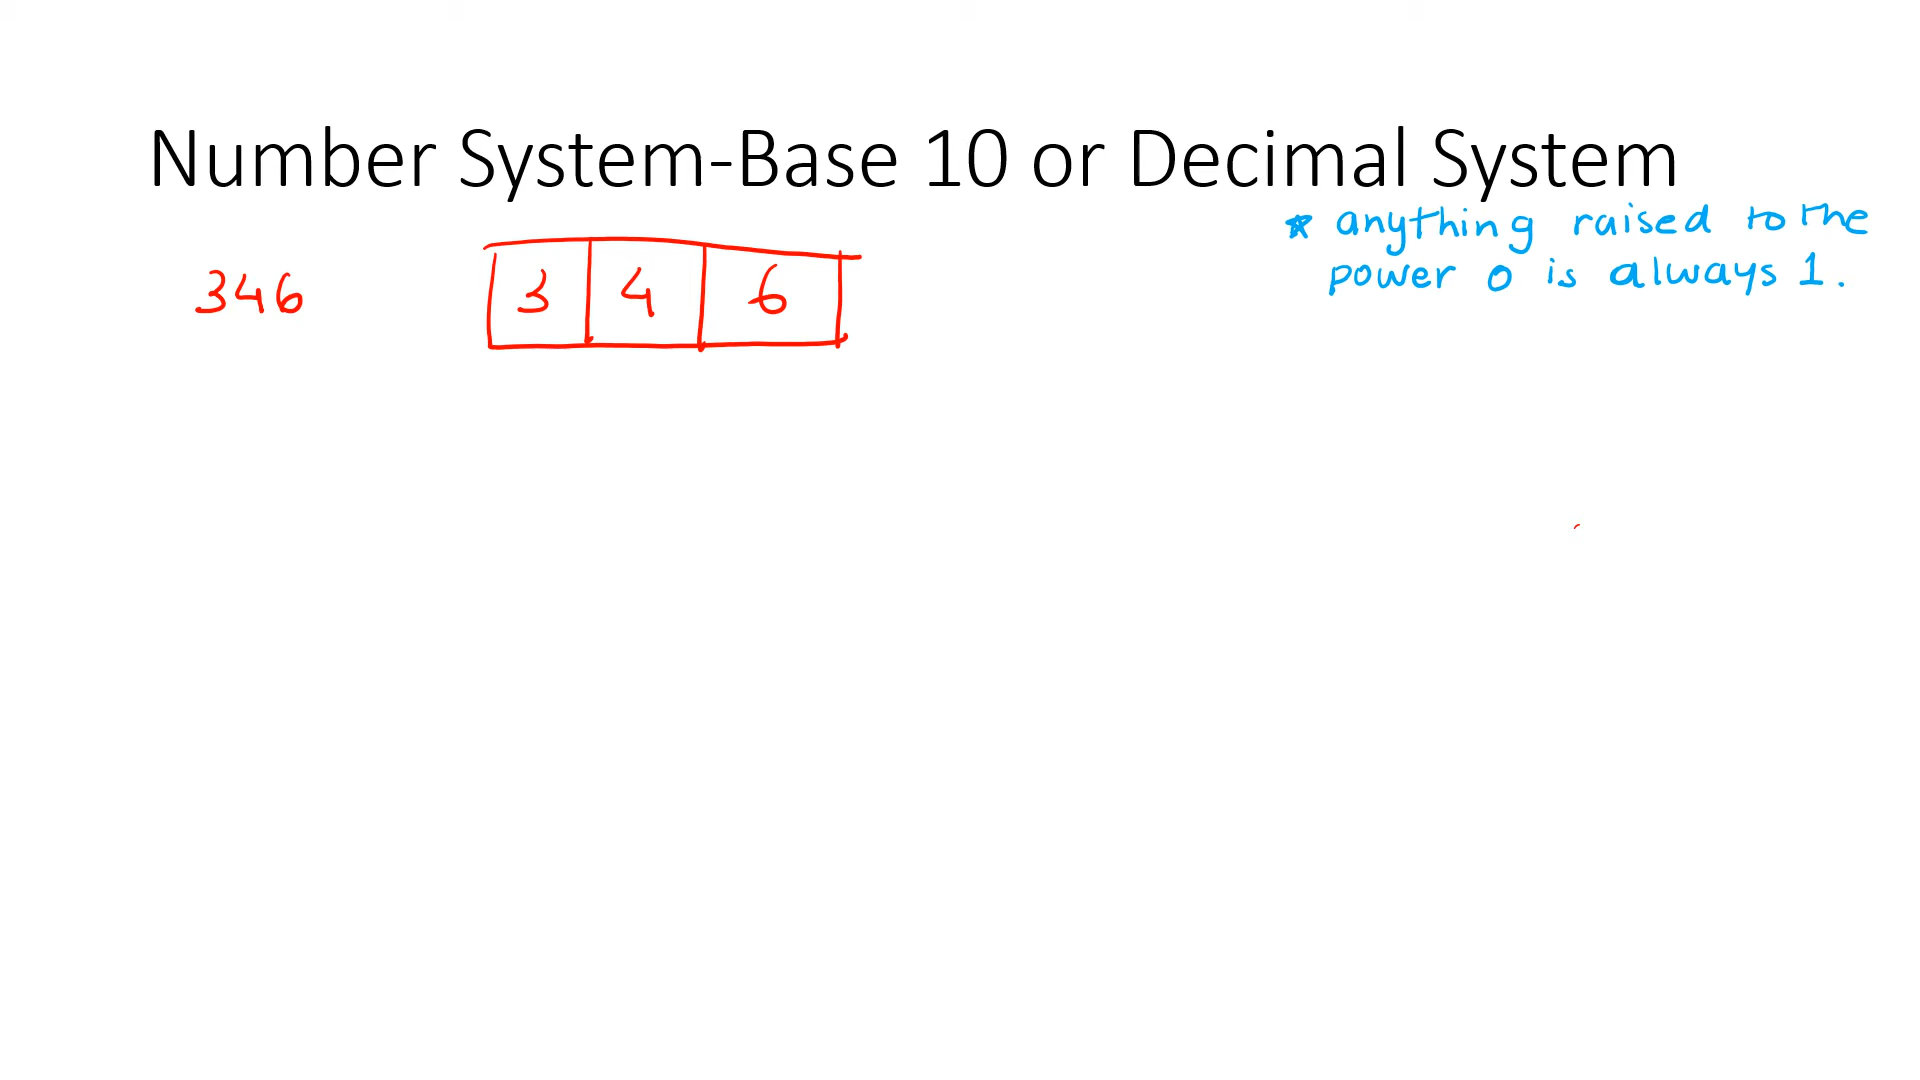 Number System-Base 10 or Decimal System
* anything raised to the
power 0 is always 1.
346
3 4 6